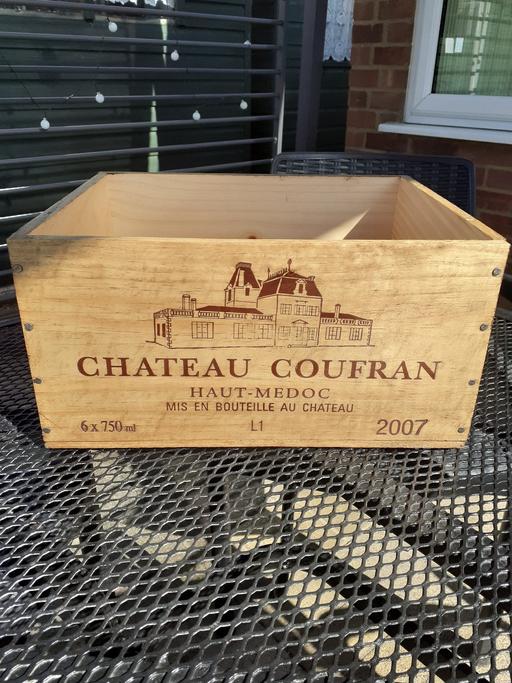 CHATEAU COUFRAN
HAUT-MEDOC
MIS EN BOUTEILLE AU CHATEAU
6 x 750 ml L1 2007